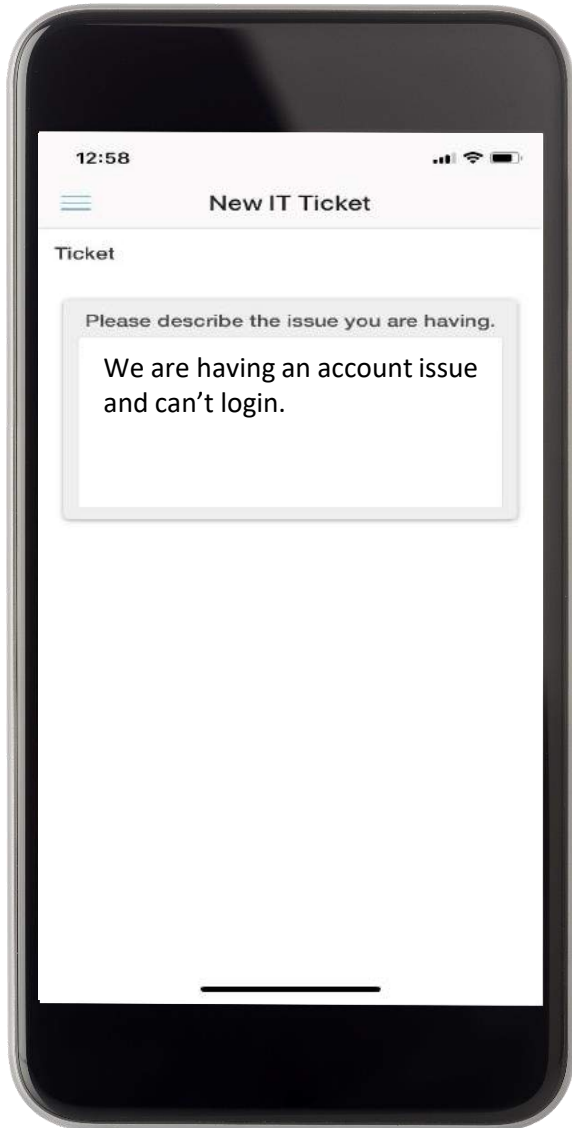 12:58
New IT Ticket
Ticket
Please describe the issue you are having.
We are having an account issue
and can’t login.